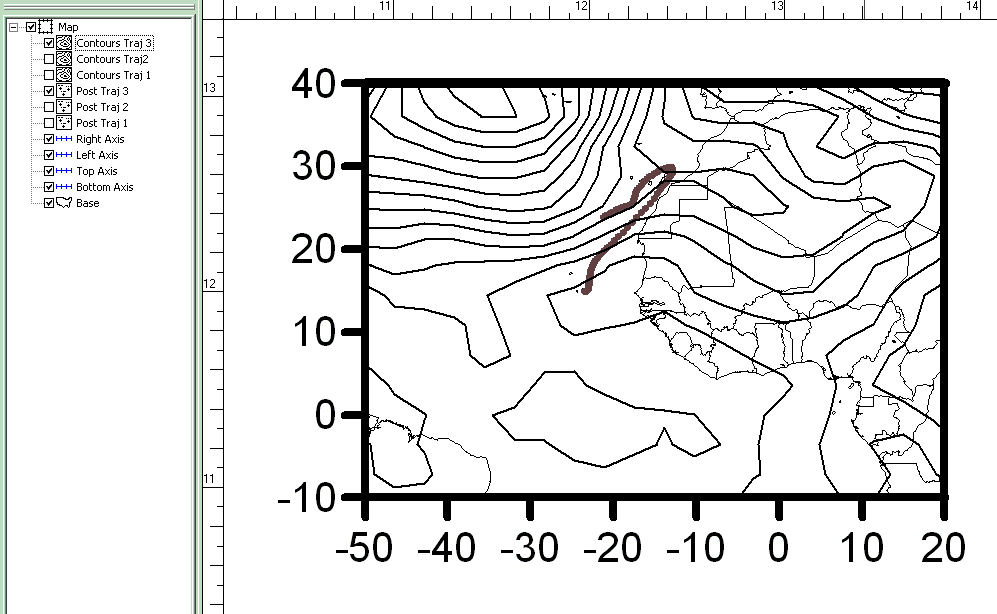 Map
Contours Traj 3
Contours Traj2
Contours Traj 1
Post Traj 3
Post Traj 2
Post Traj 1
Right Axis
Left Axis
Top Axis
Bottom Axis
Base
11 12 13 14
13
12
11
40
30
20
10
0
-10
-50 -40 -30 -20 -10 0 10 20